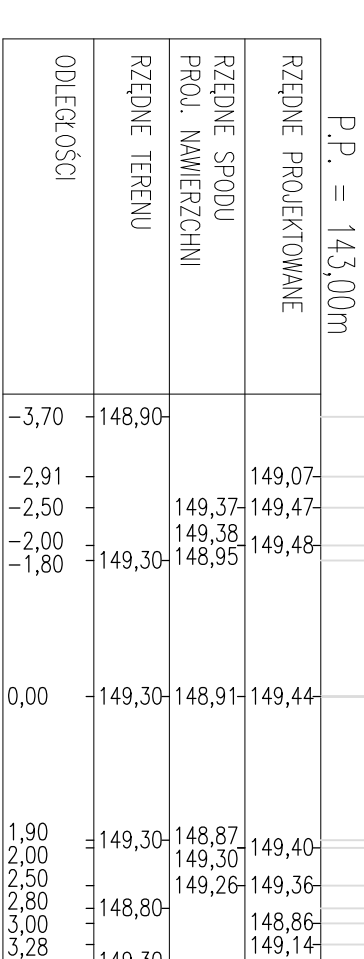 P.P. = 143,00m
RZĘDNE PROJEKTOWANE
RZĘDNE SPODU
PROJ. NAWIERZCHNI
RZĘDNE TERENU
ODLEGŁOŚCI
-3,70 148,90
-2,91 149,07
-2,50 149,37 149,47
-2,00 149,38 149,48
-1,80 149,30 148,95
0,00 149,30 148,91 149,44
1,90 149,30 148,87
2,00 149,30 149,40
2,50 149,26 149,36
2,80 148,80
3,00 148,86
3,28 149,14
149,30